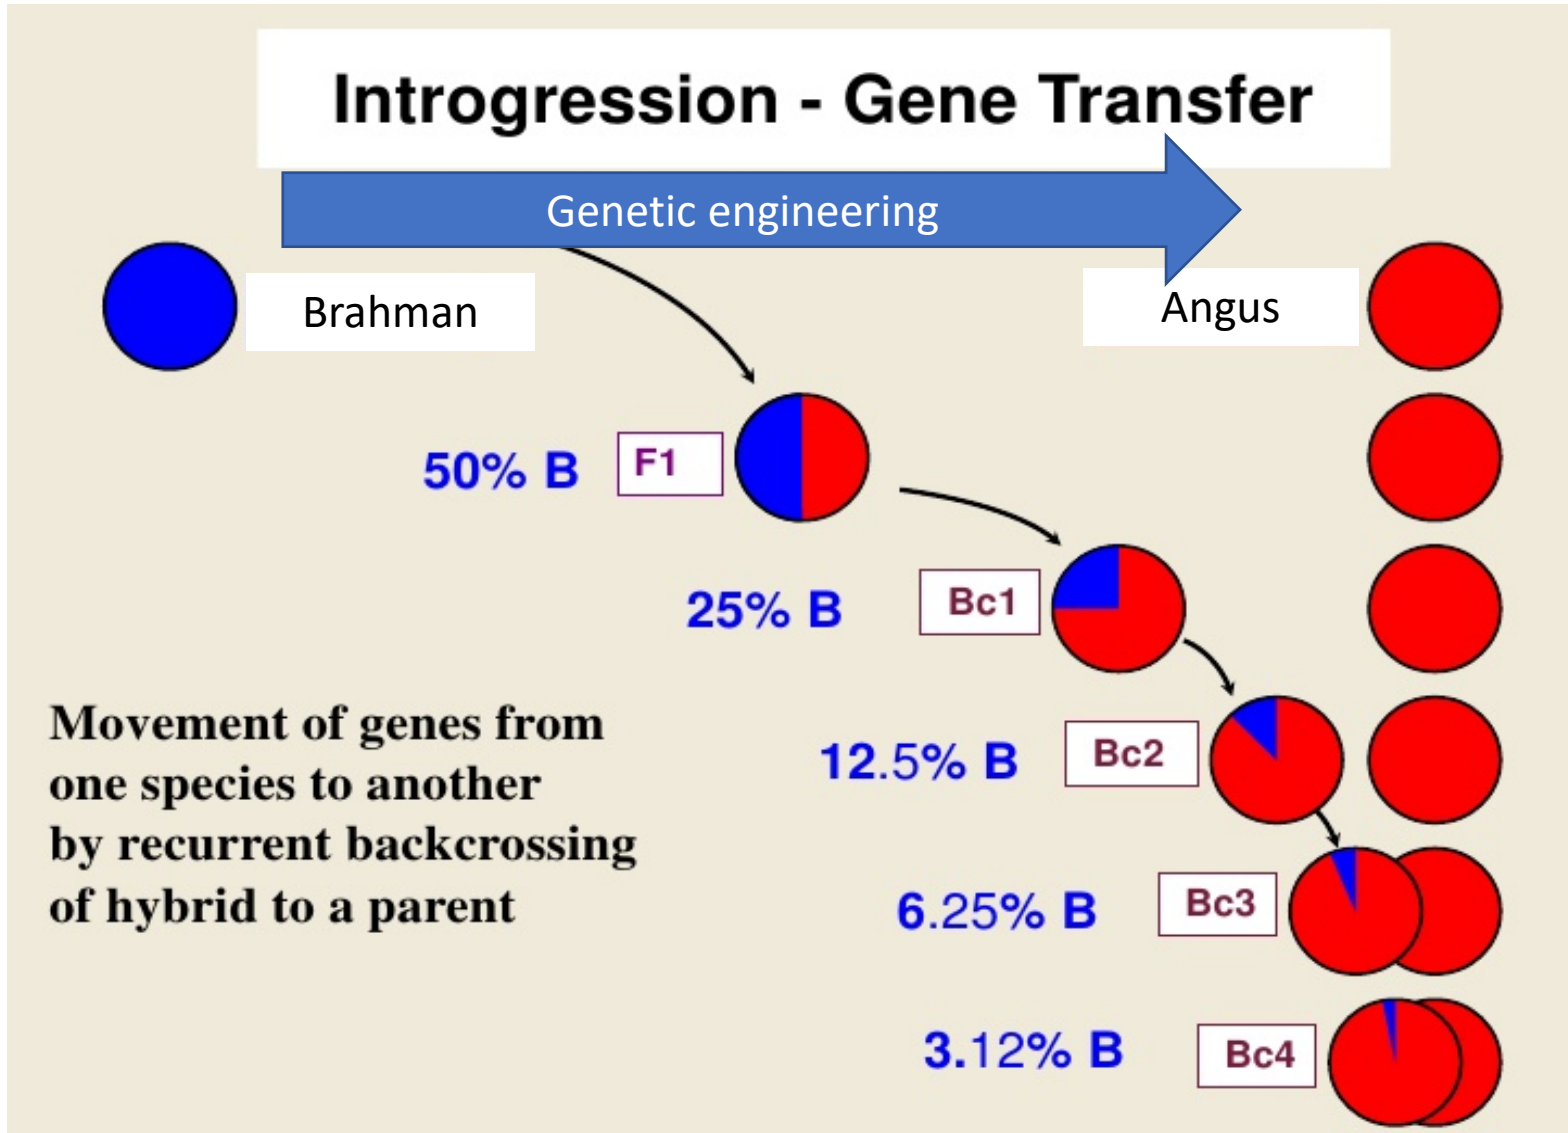 Introgression - Gene Transfer
Genetic engineering
Brahman
Angus
50% B
F1
25% B
Bc1
Movement of genes from
one species to another
by recurrent backcrossing
of hybrid to a parent
12.5% B
Bc2
6.25% B
Bc3
3.12% B
Bc4